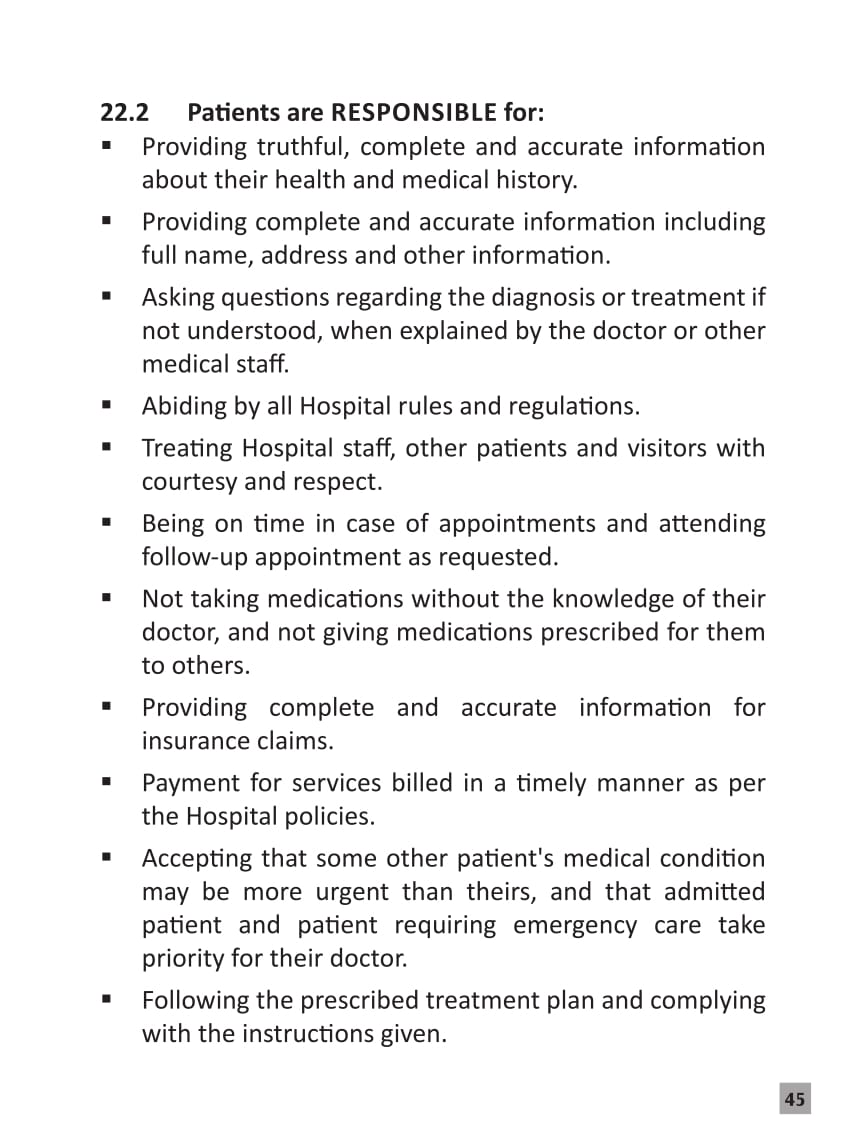 22.2 Patients are RESPONSIBLE for:
▪ Providing truthful, complete and accurate information
about their health and medical history.
▪ Providing complete and accurate information including
full name, address and other information.
▪ Asking questions regarding the diagnosis or treatment if
not understood, when explained by the doctor or other
medical staff.
▪ Abiding by all Hospital rules and regulations.
▪ Treating Hospital staff, other patients and visitors with
courtesy and respect.
▪ Being on time in case of appointments and attending
follow-up appointment as requested.
▪ Not taking medications without the knowledge of their
doctor, and not giving medications prescribed for them
to others.
▪ Providing complete and accurate information for
insurance claims.
▪ Payment for services billed in a timely manner as per
the Hospital policies.
▪ Accepting that some other patient's medical condition
may be more urgent than theirs, and that admitted
patient and patient requiring emergency care take
priority for their doctor.
▪ Following the prescribed treatment plan and complying
with the instructions given.
45